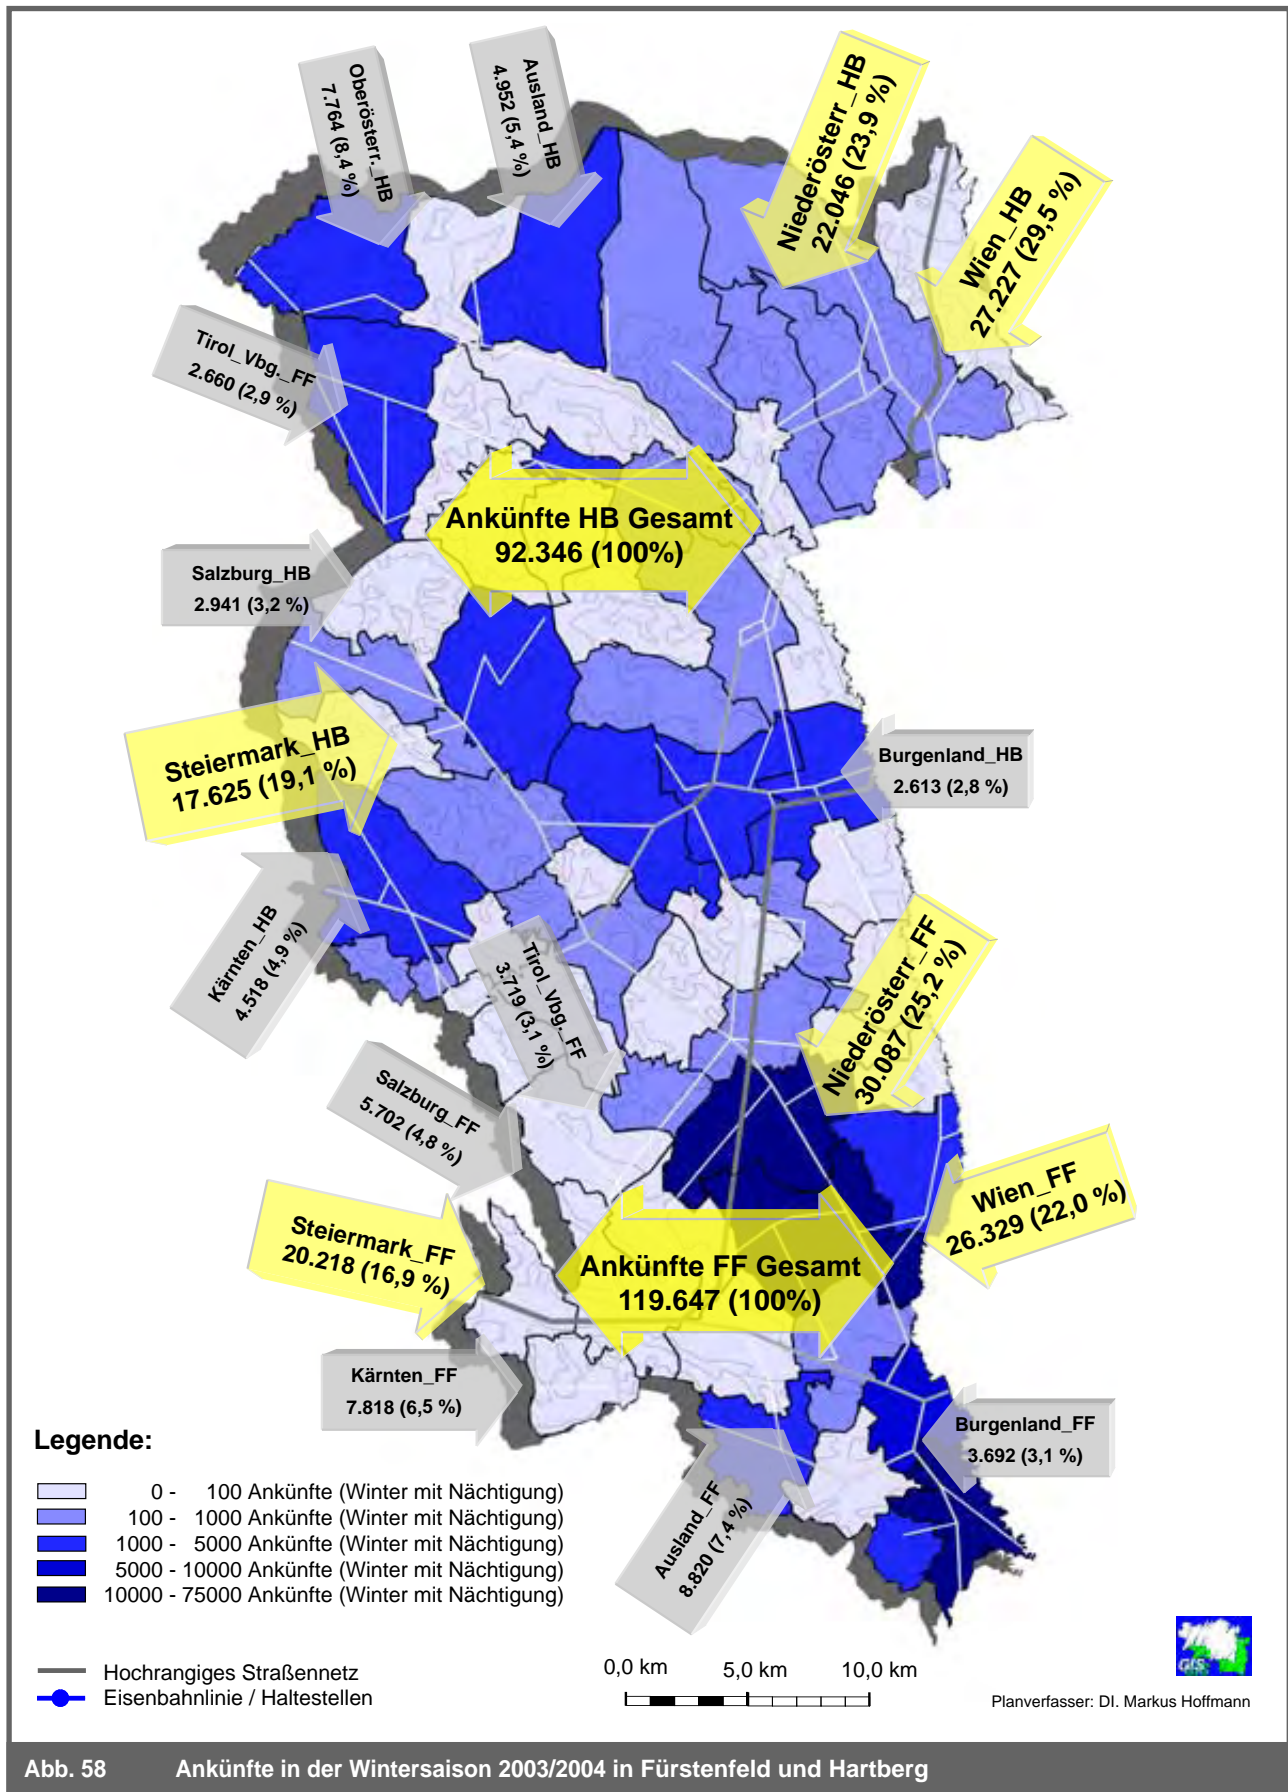 Oberösterr._HB
7.764 (8,4 %)
Ausland_HB
4.952 (5,4 %)
Niederösterr_HB
22.046 (23,9 %)
Wien_HB
27.227 (29,5 %)
Tirol_Vbg._FF
2.660 (2,9 %)
Ankünfte HB Gesamt
92.346 (100%)
Salzburg_HB
2.941 (3,2 %)
Steiermark_HB
17.625 (19,1 %)
Burgenland_HB
2.613 (2,8 %)
Kärnten_HB
4.518 (4,9 %)
Tirol_Vbg._FF
3.719 (3,1 %)
Niederösterr_FF
30.087 (25,2 %)
Salzburg_FF
5.702 (4,8 %)
Wien_FF
26.329 (22,0 %)
Steiermark_FF
20.218 (16,9 %)
Ankünfte FF Gesamt
119.647 (100%)
Kärnten_FF
7.818 (6,5 %)
Burgenland_FF
3.692 (3,1 %)
Ausland_FF
8.820 (7,4 %)
Legende:
0 - 100 Ankünfte (Winter mit Nächtigung)
100 - 1000 Ankünfte (Winter mit Nächtigung)
1000 - 5000 Ankünfte (Winter mit Nächtigung)
5000 - 10000 Ankünfte (Winter mit Nächtigung)
10000 - 75000 Ankünfte (Winter mit Nächtigung)
Hochrangiges Straßennetz
Eisenbahnlinie / Haltestellen
0,0 km 5,0 km 10,0 km
GIS
Planverfasser: DI. Markus Hoffmann
Abb. 58 Ankünfte in der Wintersaison 2003/2004 in Fürstenfeld und Hartberg